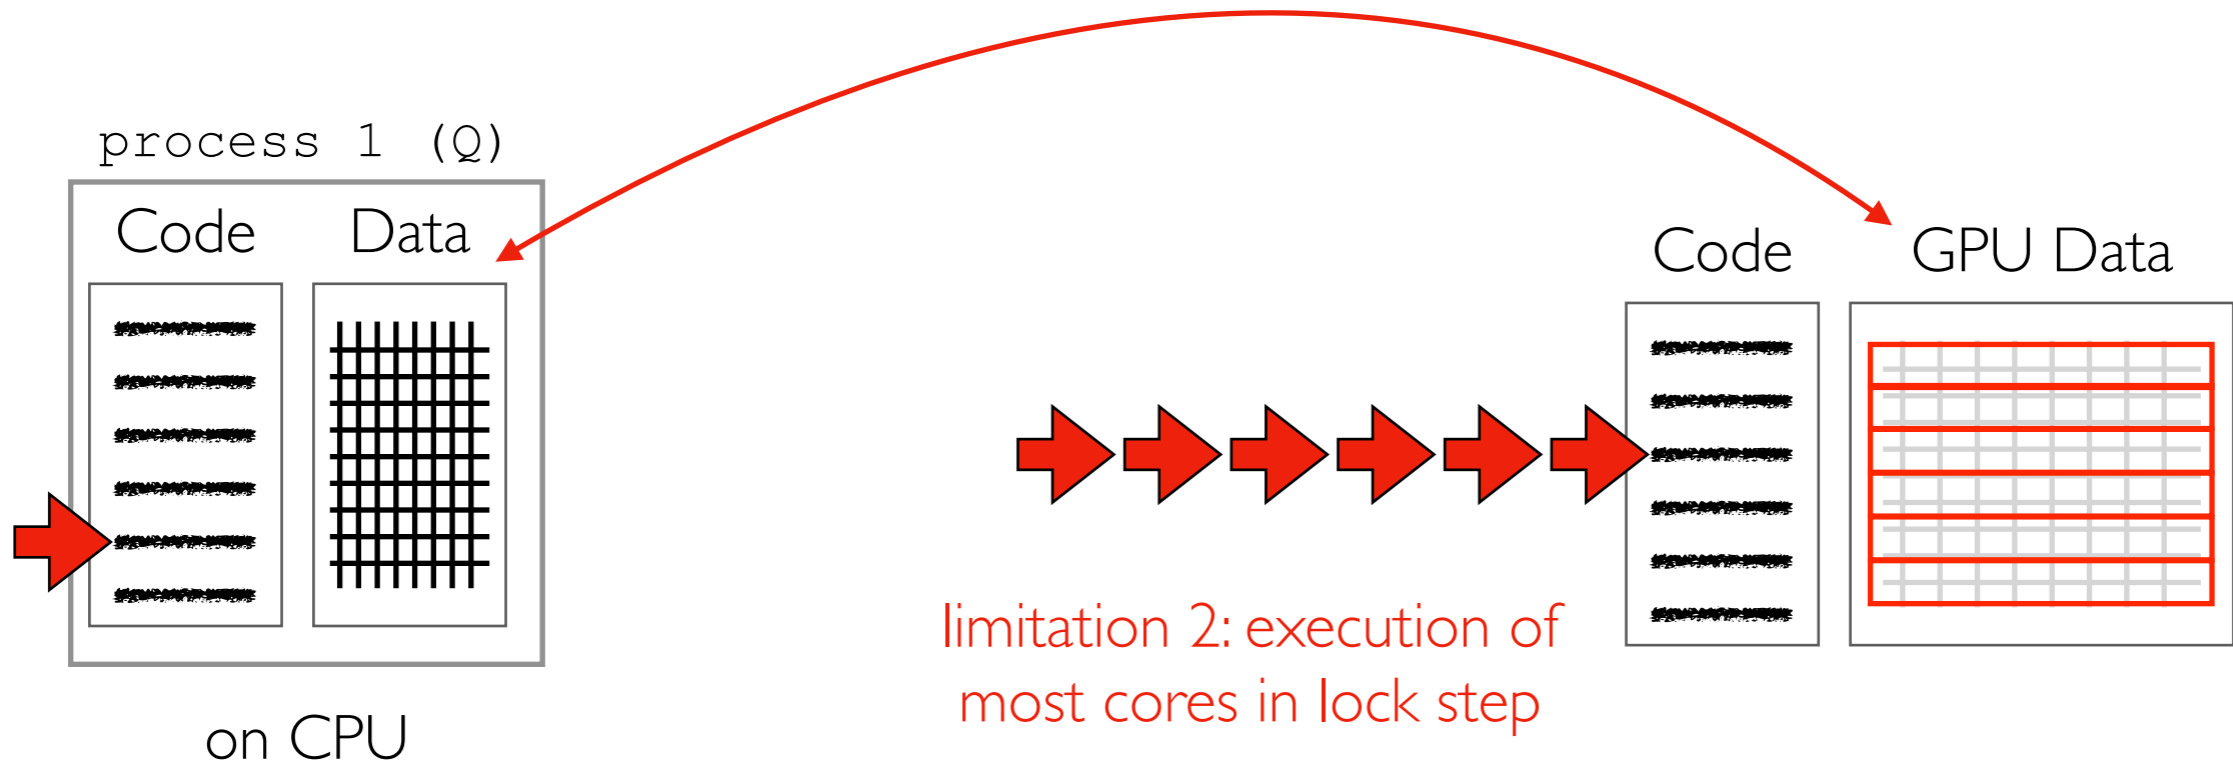 process 1 (Q)
Code
Data
Code
GPU Data
limitation 2: execution of
most cores in lock step
on CPU